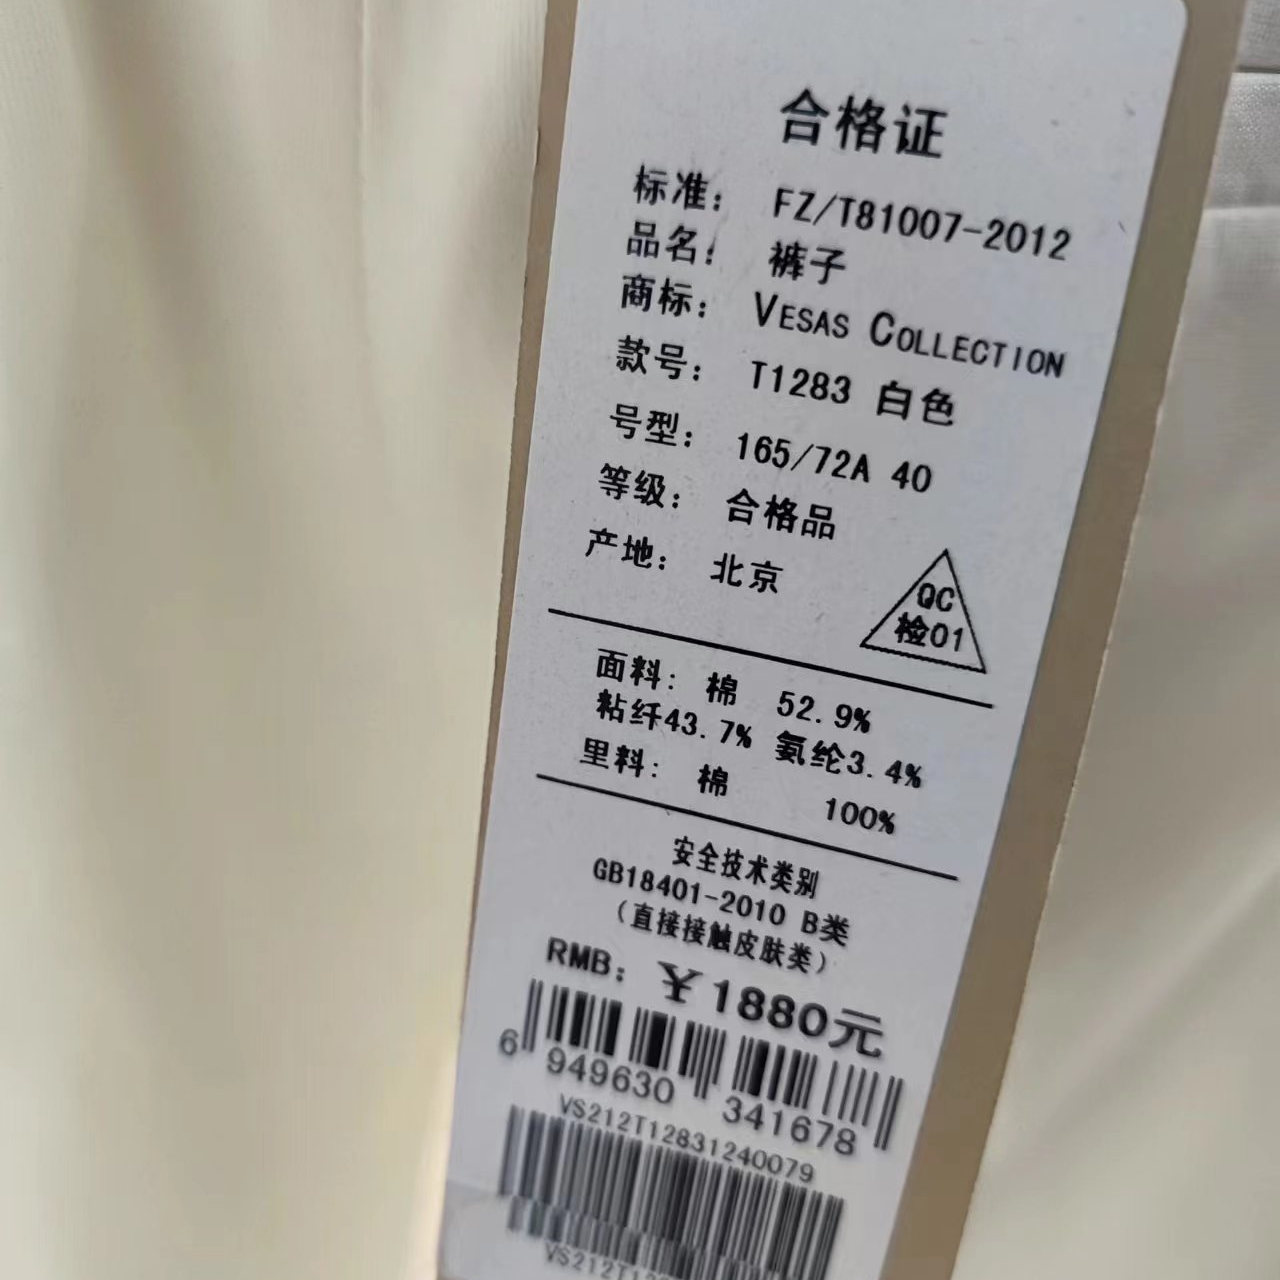 合格证
标准： FZ/T81007-2012
品名： 裤子
商标： VESAS COLLECTION
款号： T1283 白色
号型： 165/72A 40
等级： 合格品
产地： 北京
QC
检01
面料： 棉 52.9%
粘纤43.7% 氨纶3.4%
里料： 棉 100%
安全技术类别
GB18401-2010 B类
（直接接触皮肤类）
RMB： ￥1880元
6 949630 341678
VS212T12831240079